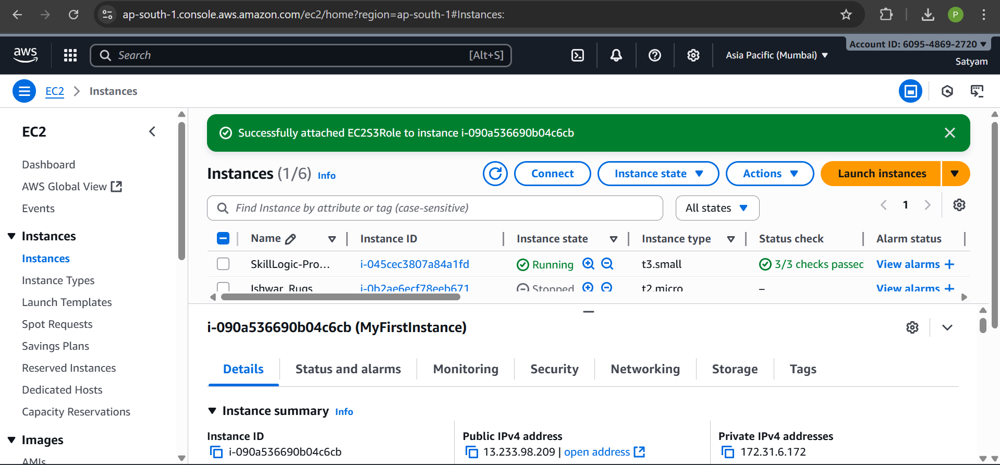 ap-south-1.console.aws.amazon.com/ec2/home?region=ap-south-1#Instances:
P
aws
Search
[Alt+S]
Asia Pacific (Mumbai)
Account ID: 6095-4869-2720
Satyam
EC2
Instances
EC2
Dashboard
AWS Global View
Events
Instances
Instances
Instance Types
Launch Templates
Spot Requests
Savings Plans
Reserved Instances
Dedicated Hosts
Capacity Reservations
Images
AMIs
Successfully attached EC2S3Role to instance i-090a536690b04c6cb
Instances (1/6) Info
Connect
Instance state
Actions
Launch instances
Find Instance by attribute or tag (case-sensitive)
All states
1
Name Instance ID Instance state Instance type Status check Alarm status
SkillLogic-Pro... i-045cec3807a84a1fd Running t3.small 3/3 checks passed View alarms +
Ishwar_Rugs i-0b2ae6ecf78eeb671 Stopped t2.micro – View alarms +
i-090a536690b04c6cb (MyFirstInstance)
Details Status and alarms Monitoring Security Networking Storage Tags
Instance summary Info
Instance ID
i-090a536690b04c6cb
Public IPv4 address
13.233.98.209 | open address
Private IPv4 addresses
172.31.6.172